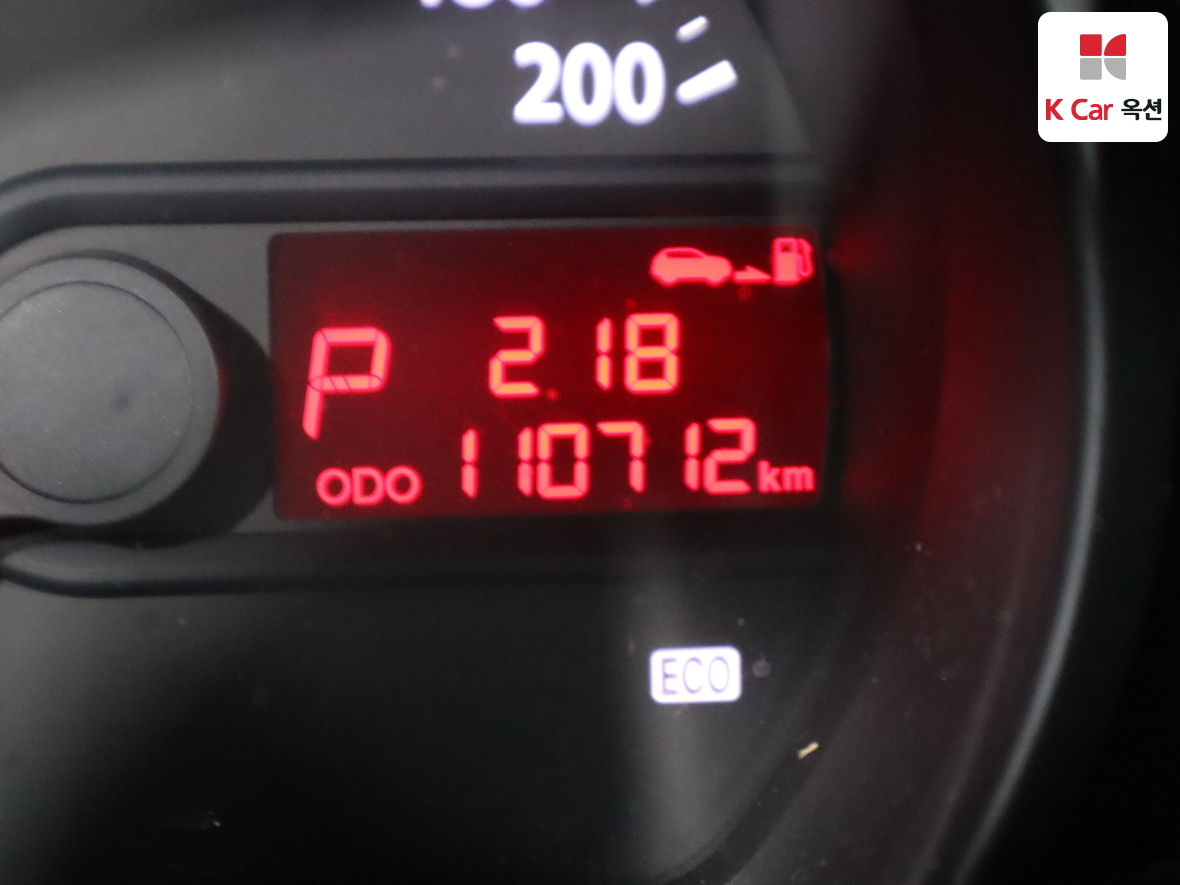 200
K Car 옥션
P 218
ODO 110712 km
ECO